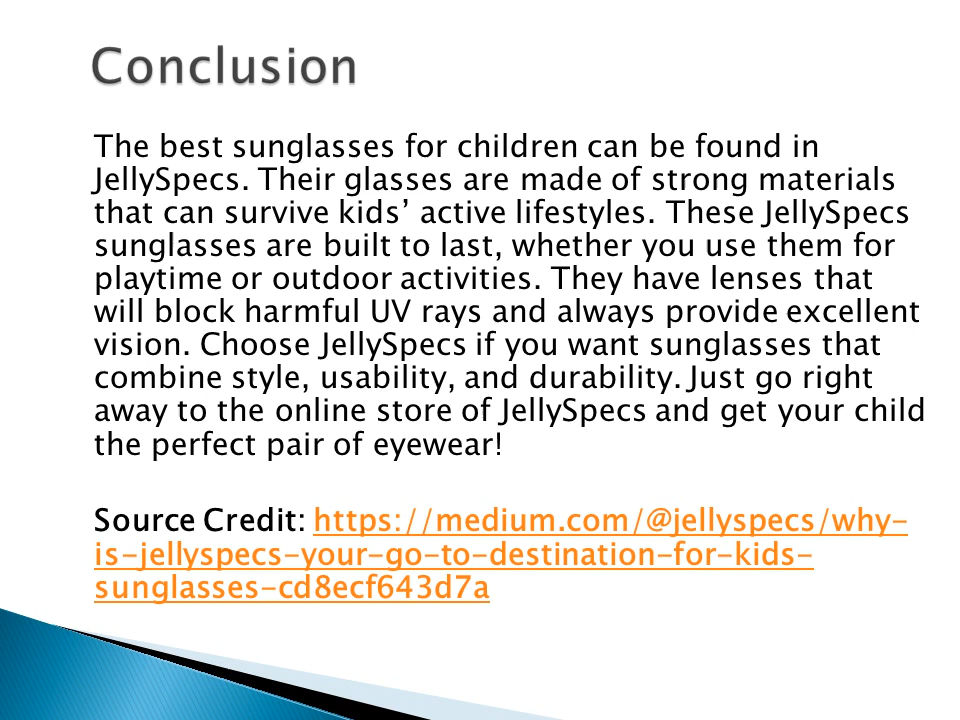 Conclusion
The best sunglasses for children can be found in
JellySpecs. Their glasses are made of strong materials
that can survive kids’ active lifestyles. These JellySpecs
sunglasses are built to last, whether you use them for
playtime or outdoor activities. They have lenses that
will block harmful UV rays and always provide excellent
vision. Choose JellySpecs if you want sunglasses that
combine style, usability, and durability. Just go right
away to the online store of JellySpecs and get your child
the perfect pair of eyewear!
Source Credit: https://medium.com/@jellyspecs/why-
is-jellyspecs-your-go-to-destination-for-kids-
sunglasses-cd8ecf643d7a